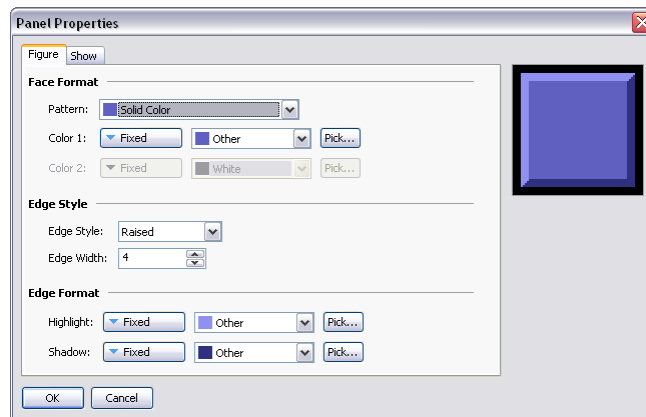 Panel Properties
Figure Show
Face Format
Pattern: Solid Color
Color 1: Fixed Other Pick...
Color 2: Fixed White Pick...
Edge Style
Edge Style: Raised
Edge Width: 4
Edge Format
Highlight: Fixed Other Pick...
Shadow: Fixed Other Pick...
OK Cancel